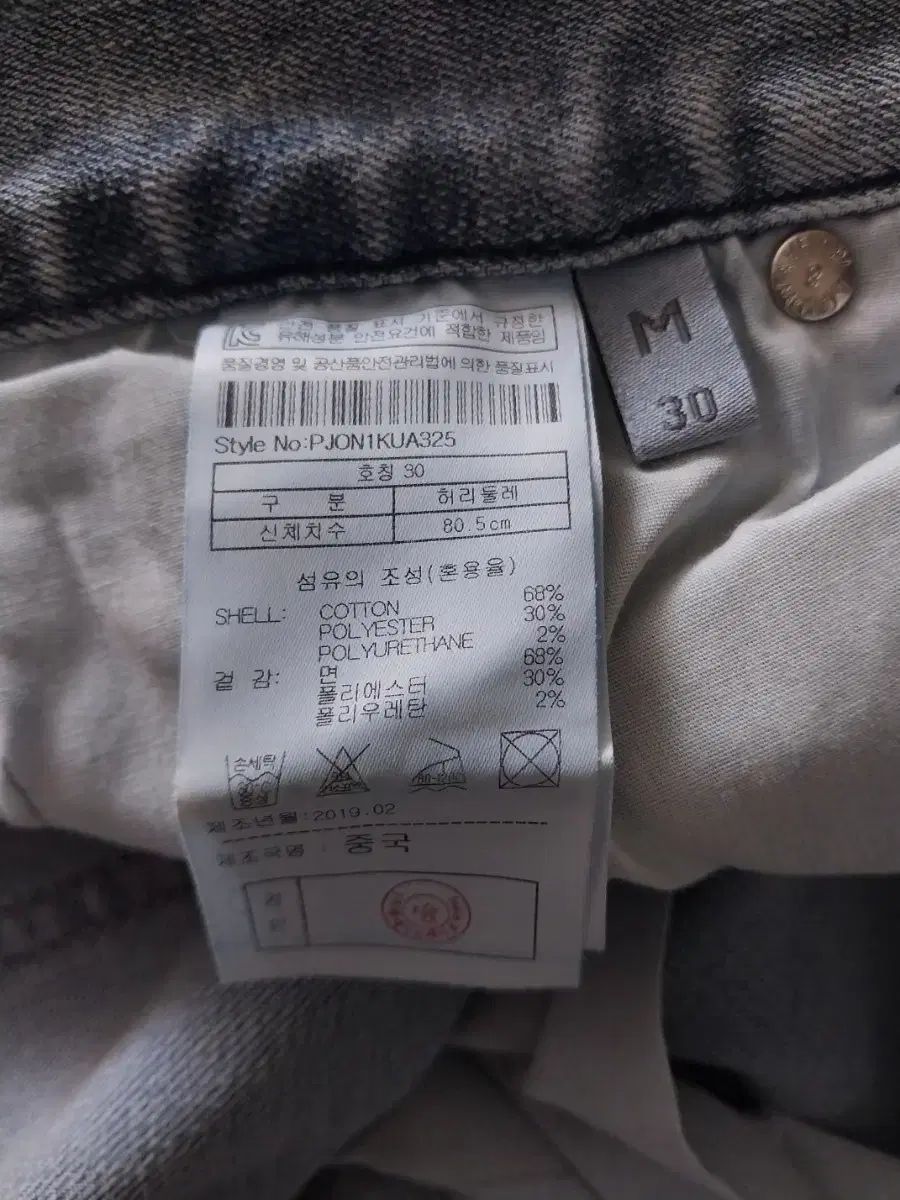 안전 품질 표시 기준에서 규정한
유해성분 안전요건에 적합한 제품임
품질경영 및 공산품안전관리법에 의한 품질표시
Style No:PJON1KUA325
호칭 30
구 분 허리둘레
신체치수 80.5cm
섬유의 조성(혼용율)
SHELL: COTTON 68%
POLYESTER 30%
POLYURETHANE 2%
겉 감: 면 68%
폴리에스터 30%
폴리우레탄 2%
손세탁
30°C
중성
80-120°C
제조년월:2019.02
제조국명 : 중국
M
30